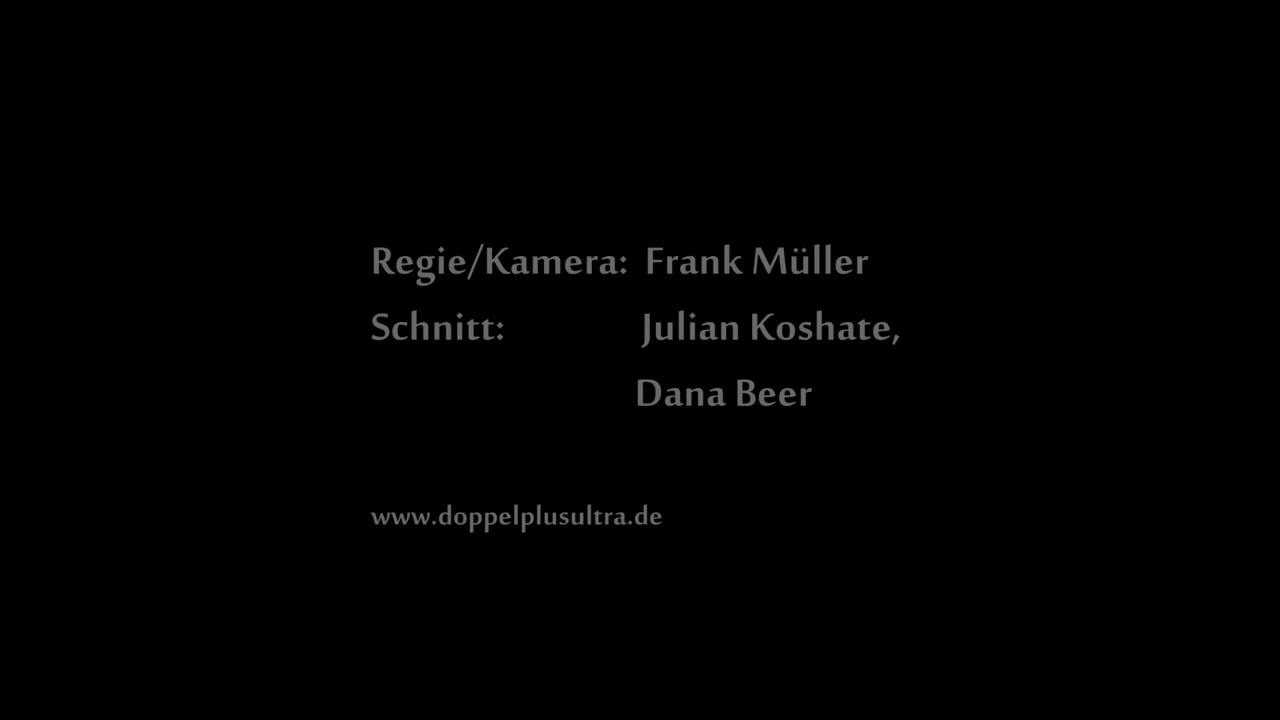 Regie/Kamera: Frank Müller
Schnitt: Julian Koshate,
Dana Beer
www.doppelplusultra.de